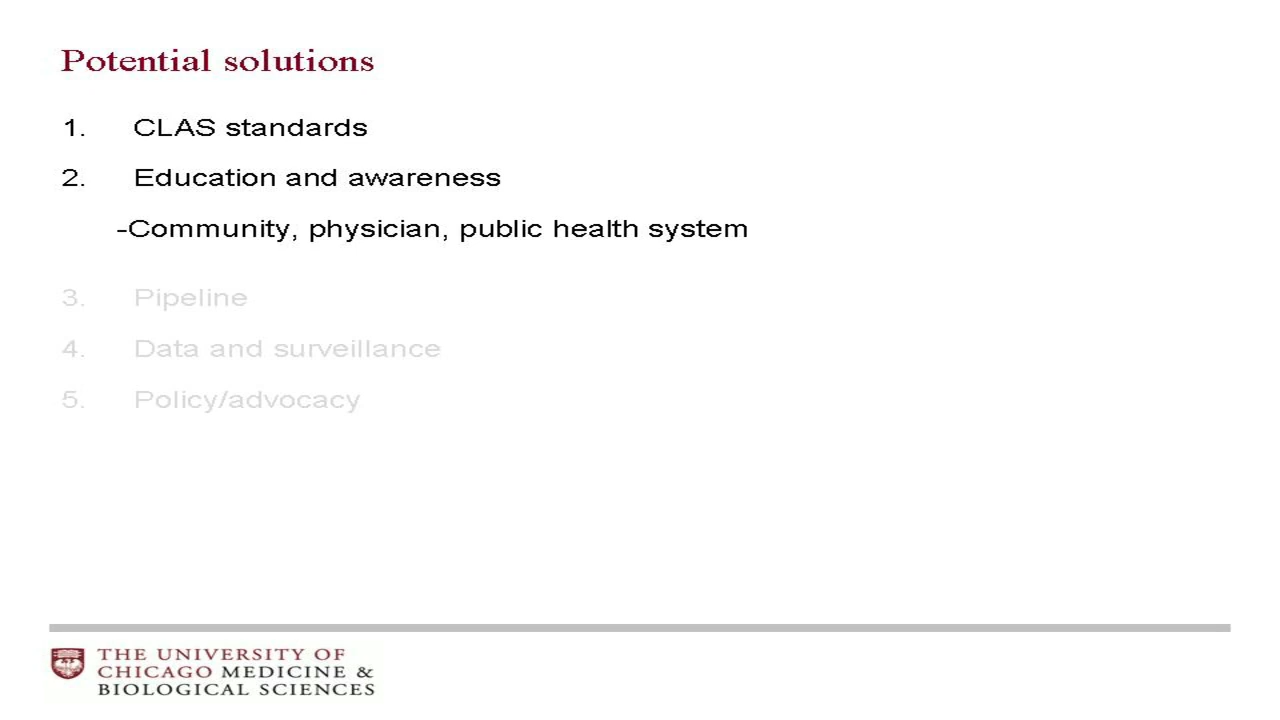 Potential solutions
1. CLAS standards
2. Education and awareness
-Community, physician, public health system
3. Pipeline
4. Data and surveillance
5. Policy/advocacy
THE UNIVERSITY OF
CHICAGO MEDICINE &
BIOLOGICAL SCIENCES